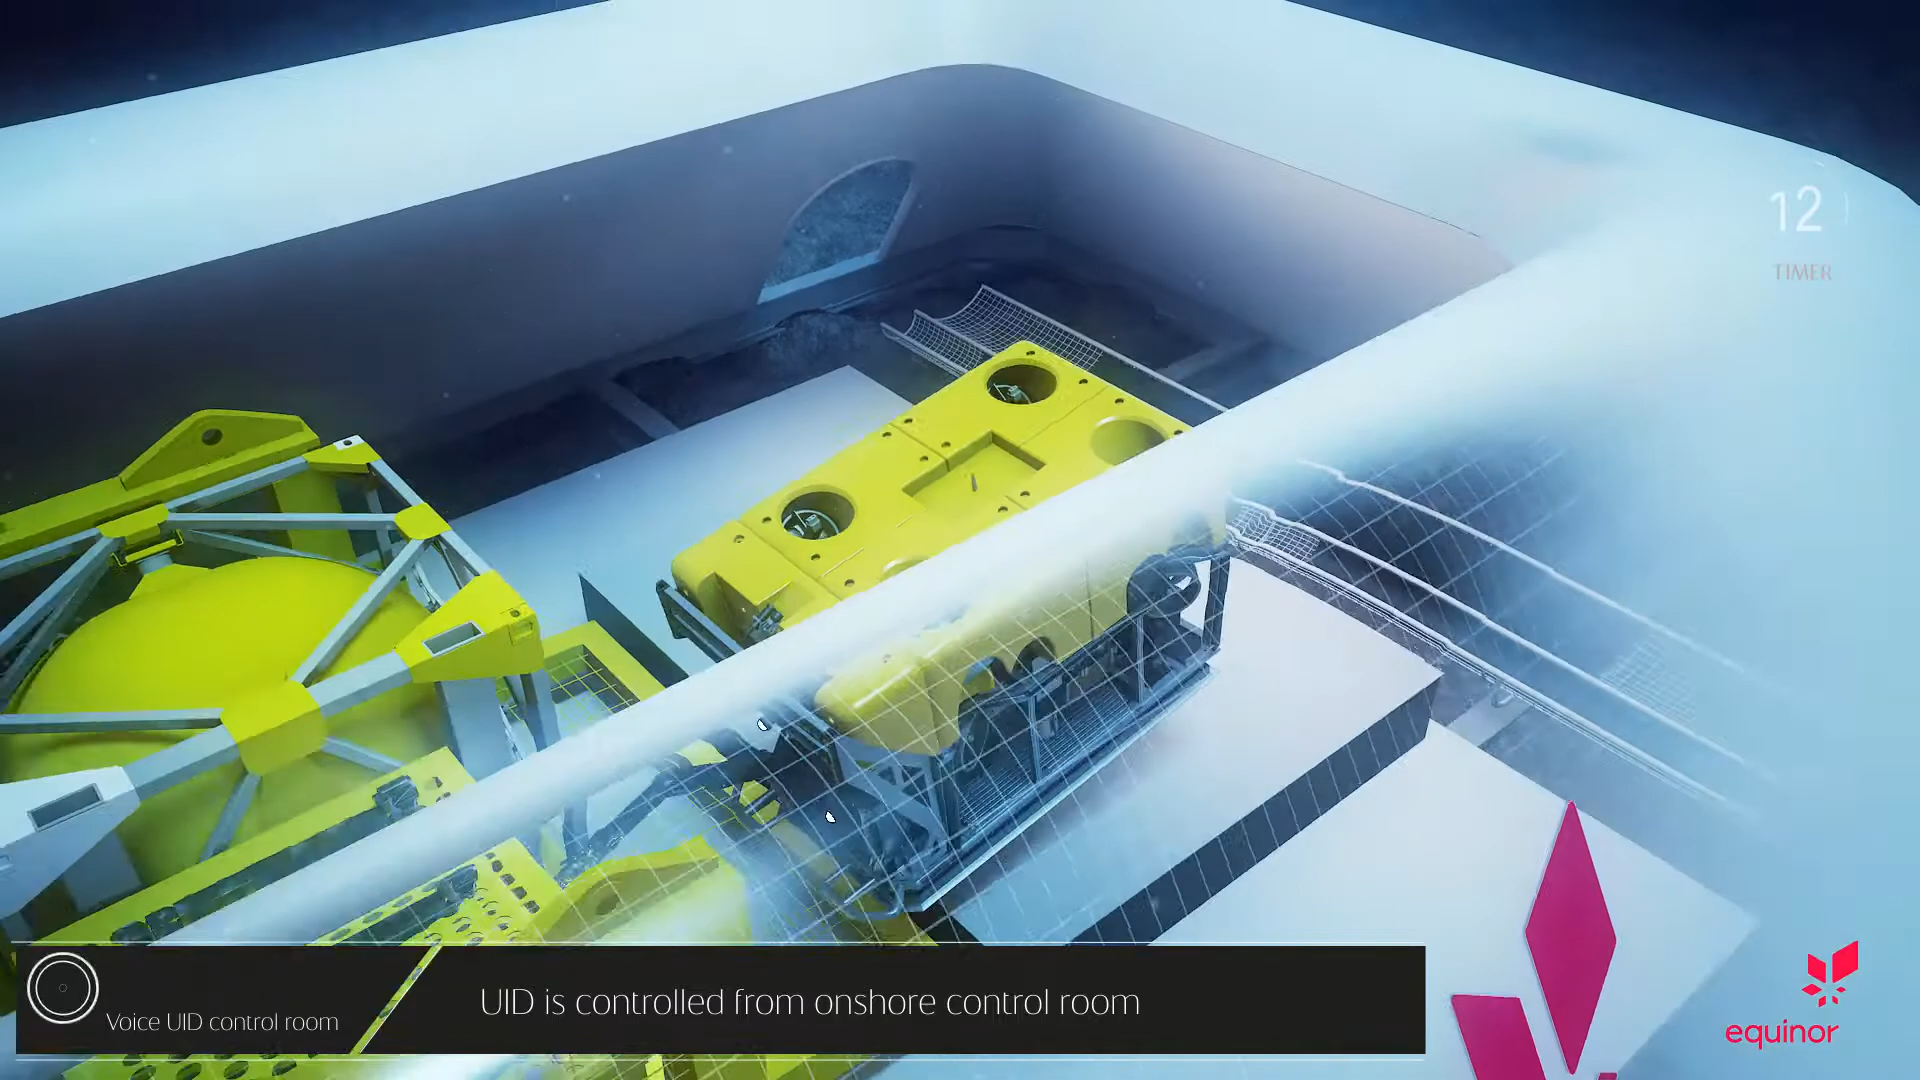 12
TIMER
Voice UID control room
UID is controlled from onshore control room
equinor